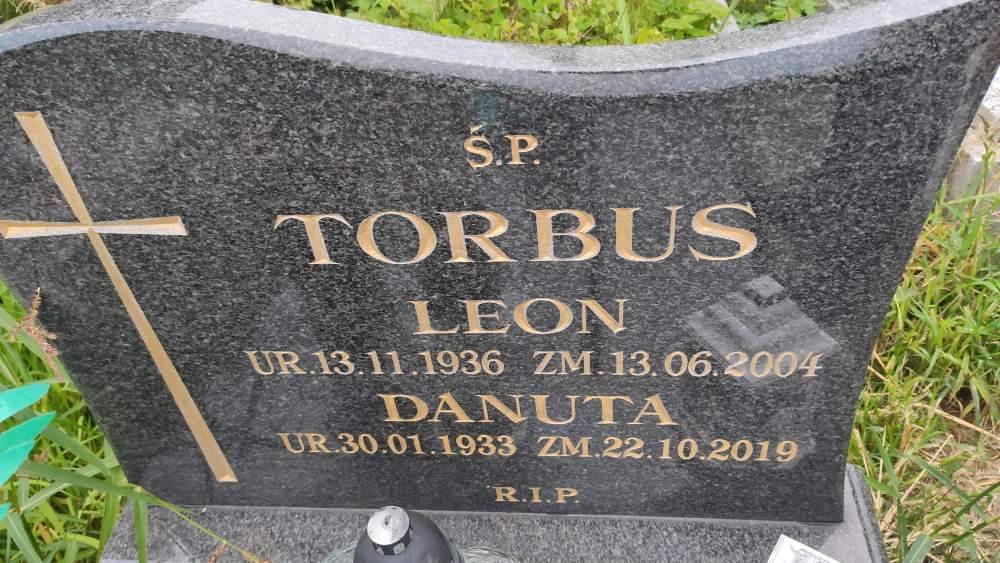 Ś.P.
TORBUS
LEON
UR.13.11.1936 ZM.13.06.2004
DANUTA
UR.30.01.1933 ZM.22.10.2019
R.I.P.